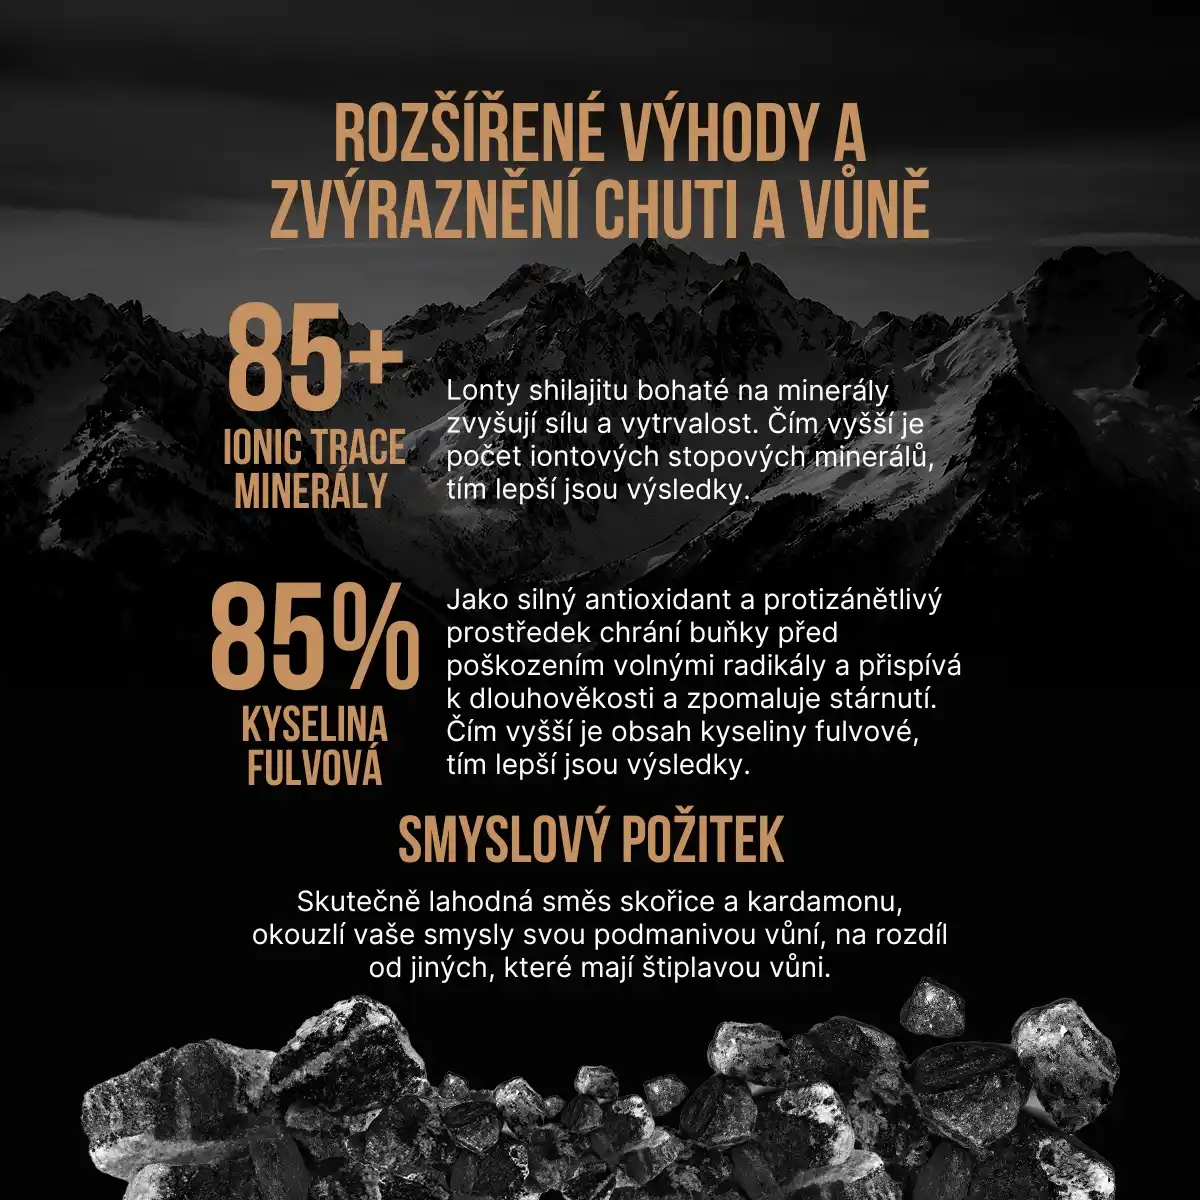 ROZŠÍŘENÉ VÝHODY A
ZVÝRAZNĚNÍ CHUTI A VŮNĚ
85+
IONIC TRACE
MINERÁLY
Lonty shilajitu bohaté na minerály
zvyšují sílu a vytrvalost. Čím vyšší je
počet iontových stopových minerálů,
tím lepší jsou výsledky.
85%
KYSELINA
FULVOVÁ
Jako silný antioxidant a protizánětlivý
prostředek chrání buňky před
poškozením volnými radikály a přispívá
k dlouhověkosti a zpomaluje stárnutí.
Čím vyšší je obsah kyseliny fulvové,
tím lepší jsou výsledky.
SMYSLOVÝ POŽITEK
Skutečně lahodná směs skořice a kardamonu,
okouzlí vaše smysly svou podmanivou vůní, na rozdíl
od jiných, které mají štiplavou vůni.